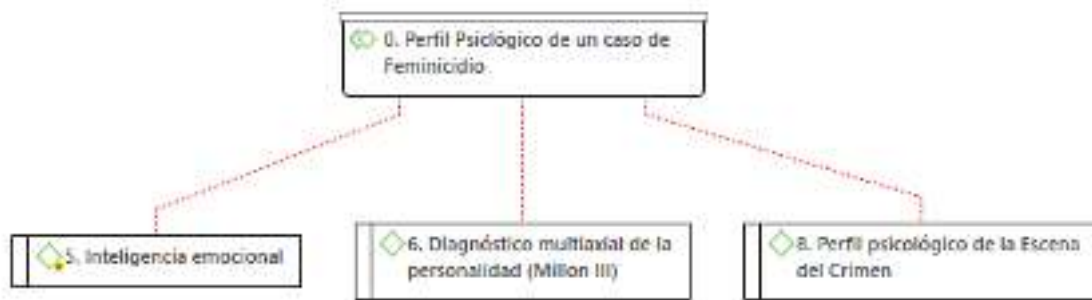 0. Perfil Psiclógico de un caso de
Feminicidio
5. Inteligencia emocional
6. Diagnóstico multiaxial de la
personalidad (Millon III)
8. Perfil psicológico de la Escena
del Crimen